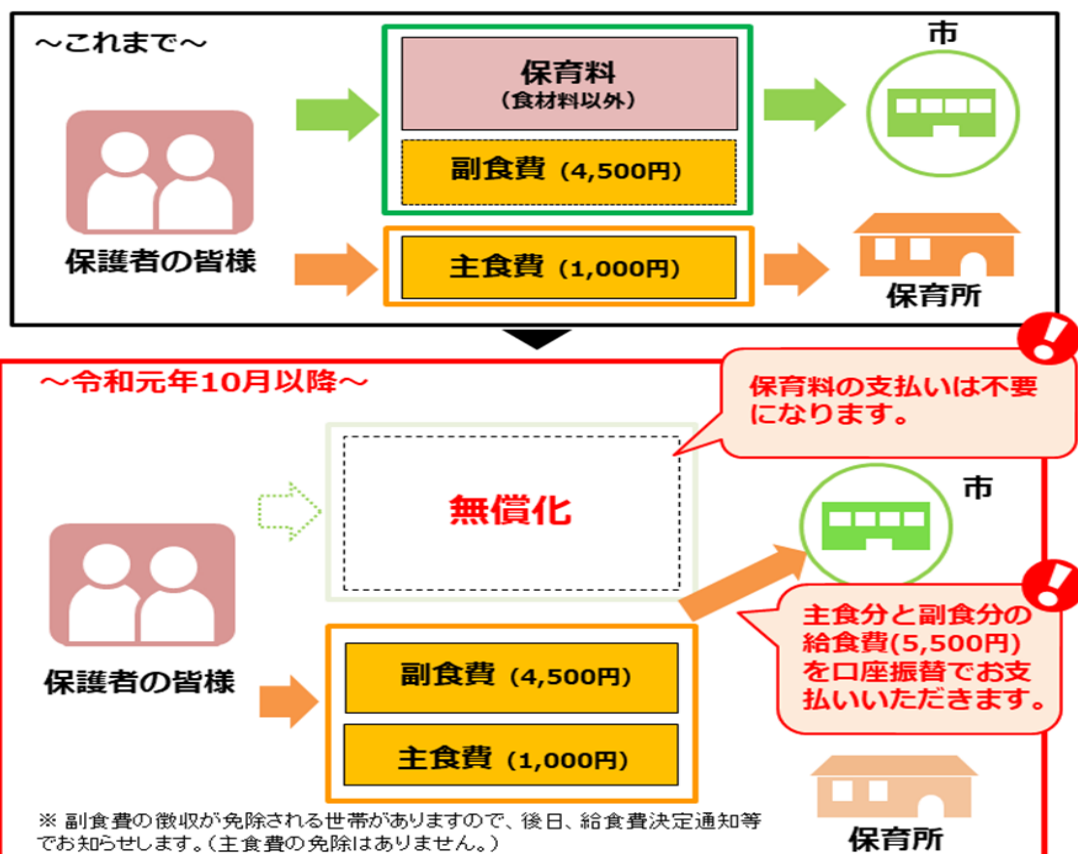 ～これまで～
市
保育料
(食材料以外)
副食費 (4,500円)
保護者の皆様
主食費 (1,000円)
保育所
～令和元年10月以降～
保育料の支払いは不要
になります。
無償化
市
主食分と副食分の
給食費(5,500円)
を口座振替でお支
払いいただきます。
保護者の皆様
副食費 (4,500円)
主食費 (1,000円)
保育所
※ 副食費の徴収が免除される世帯がありますので、後日、給食費決定通知等
でお知らせします。(主食費の免除はありません。)